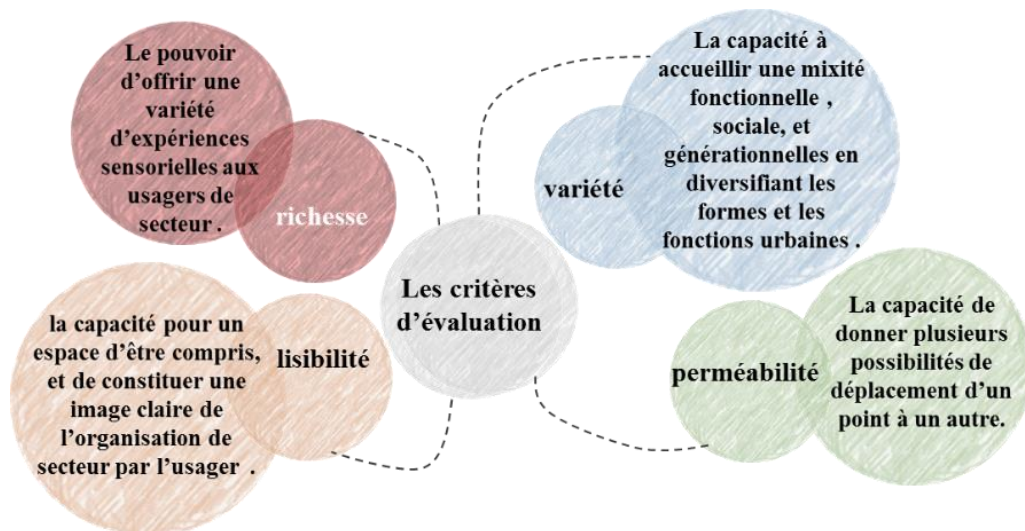 Le pouvoir
d’offrir une
variété
d’expériences
sensorielles aux
usagers de
secteur .
richesse
La capacité à
accueillir une mixité
fonctionnelle ,
sociale, et
générationnelles en
diversifiant les
formes et les
fonctions urbaines .
variété
Les critères
d’évaluation
la capacité pour un
espace d’être compris,
et de constituer une
image claire de
l’organisation de
secteur par l’usager .
lisibilité
perméabilité
La capacité de
donner plusieurs
possibilités de
déplacement d’un
point à un autre.